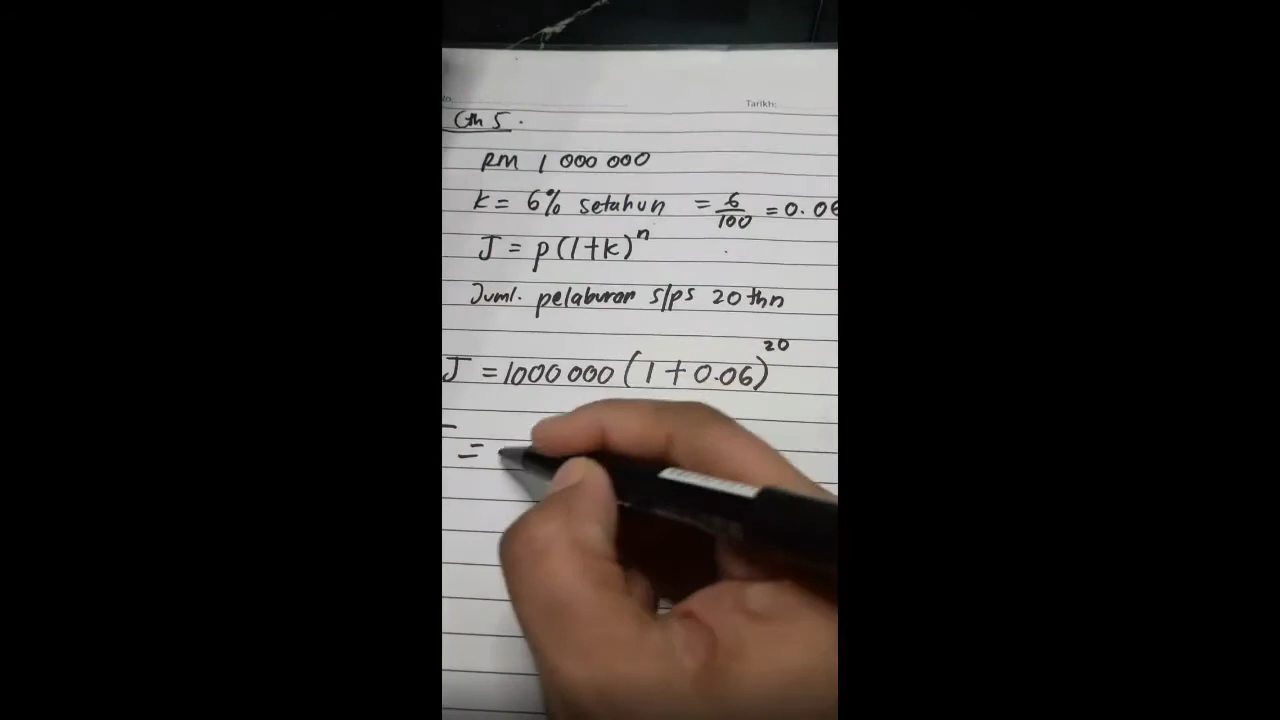 No. Tarikh:
Cth 5.
RM 1 000 000
K = 6% setahun = 6/100 = 0.06
J = p(1+k)^n
Juml. pelaburan s/ps 20 thn
J = 1000 000 (1 + 0.06)^20
=